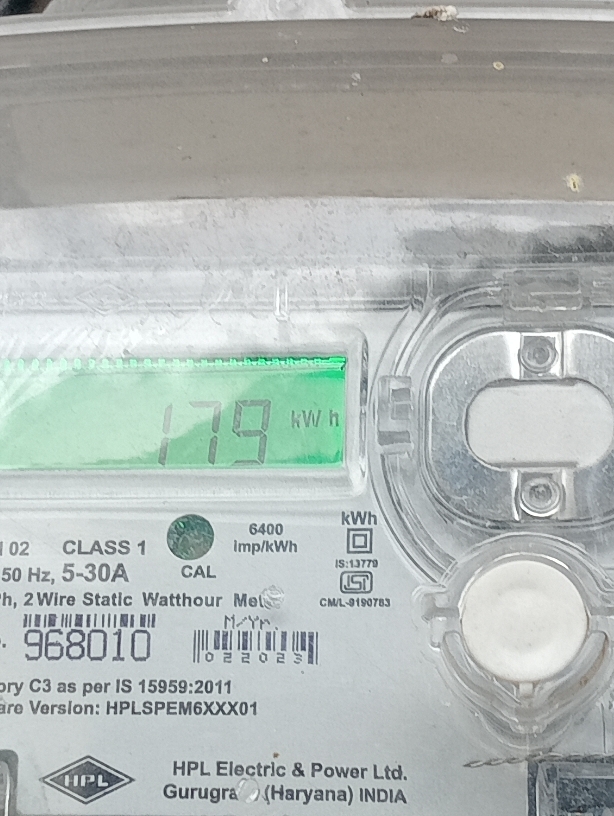 179 kWh
02 CLASS 1
6400
imp/kWh
kWh
50 Hz, 5-30A
CAL
IS:13779
ISI
CM/L-9190783
2 Wire Static Watthour
M/Yr.
968010
022023
C3 as per IS 15959:2011
Version: HPLSPEM6XXX01
HPL
HPL Electric & Power Ltd.
(Haryana) INDIA